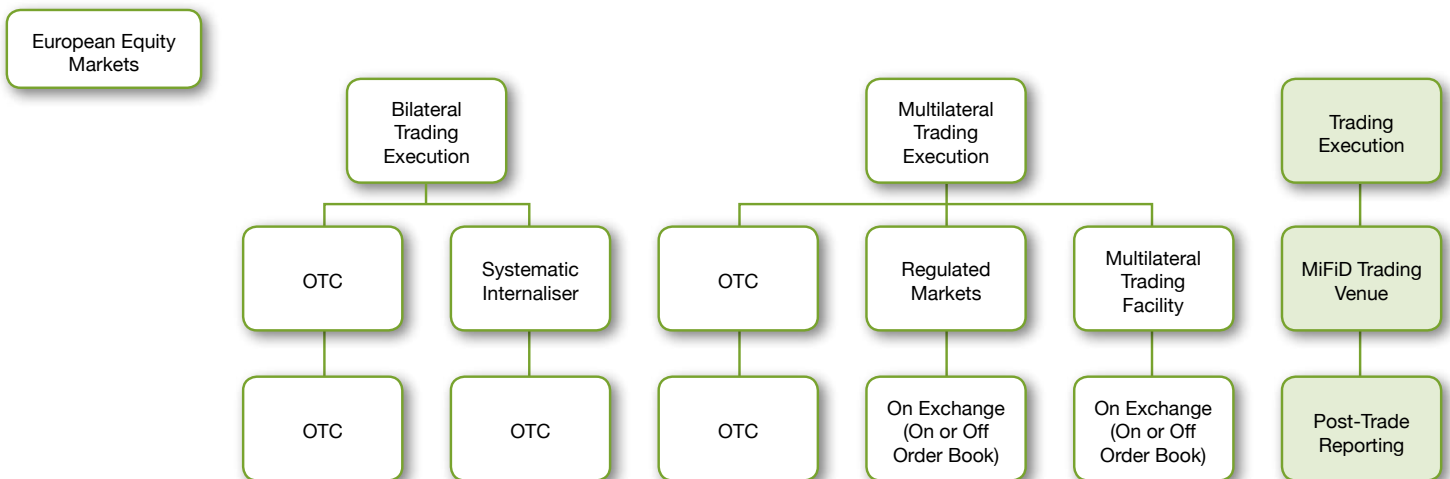 European Equity
Markets
Bilateral
Trading
Execution
Multilateral
Trading
Execution
Trading
Execution
OTC
Systematic
Internaliser
OTC
Regulated
Markets
Multilateral
Trading
Facility
MiFiD Trading
Venue
OTC
OTC
OTC
On Exchange
(On or Off
Order Book)
On Exchange
(On or Off
Order Book)
Post-Trade
Reporting